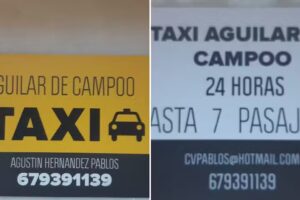 GUILAR DE CAMPOO
TAXI
AGUSTIN HERNANDEZ PABLOS
679391139
TAXI AGUILAR
CAMPOO
24 HORAS
ASTA 7 PASAJ
CVPABLOS@HOTMAIL.COM
679391139